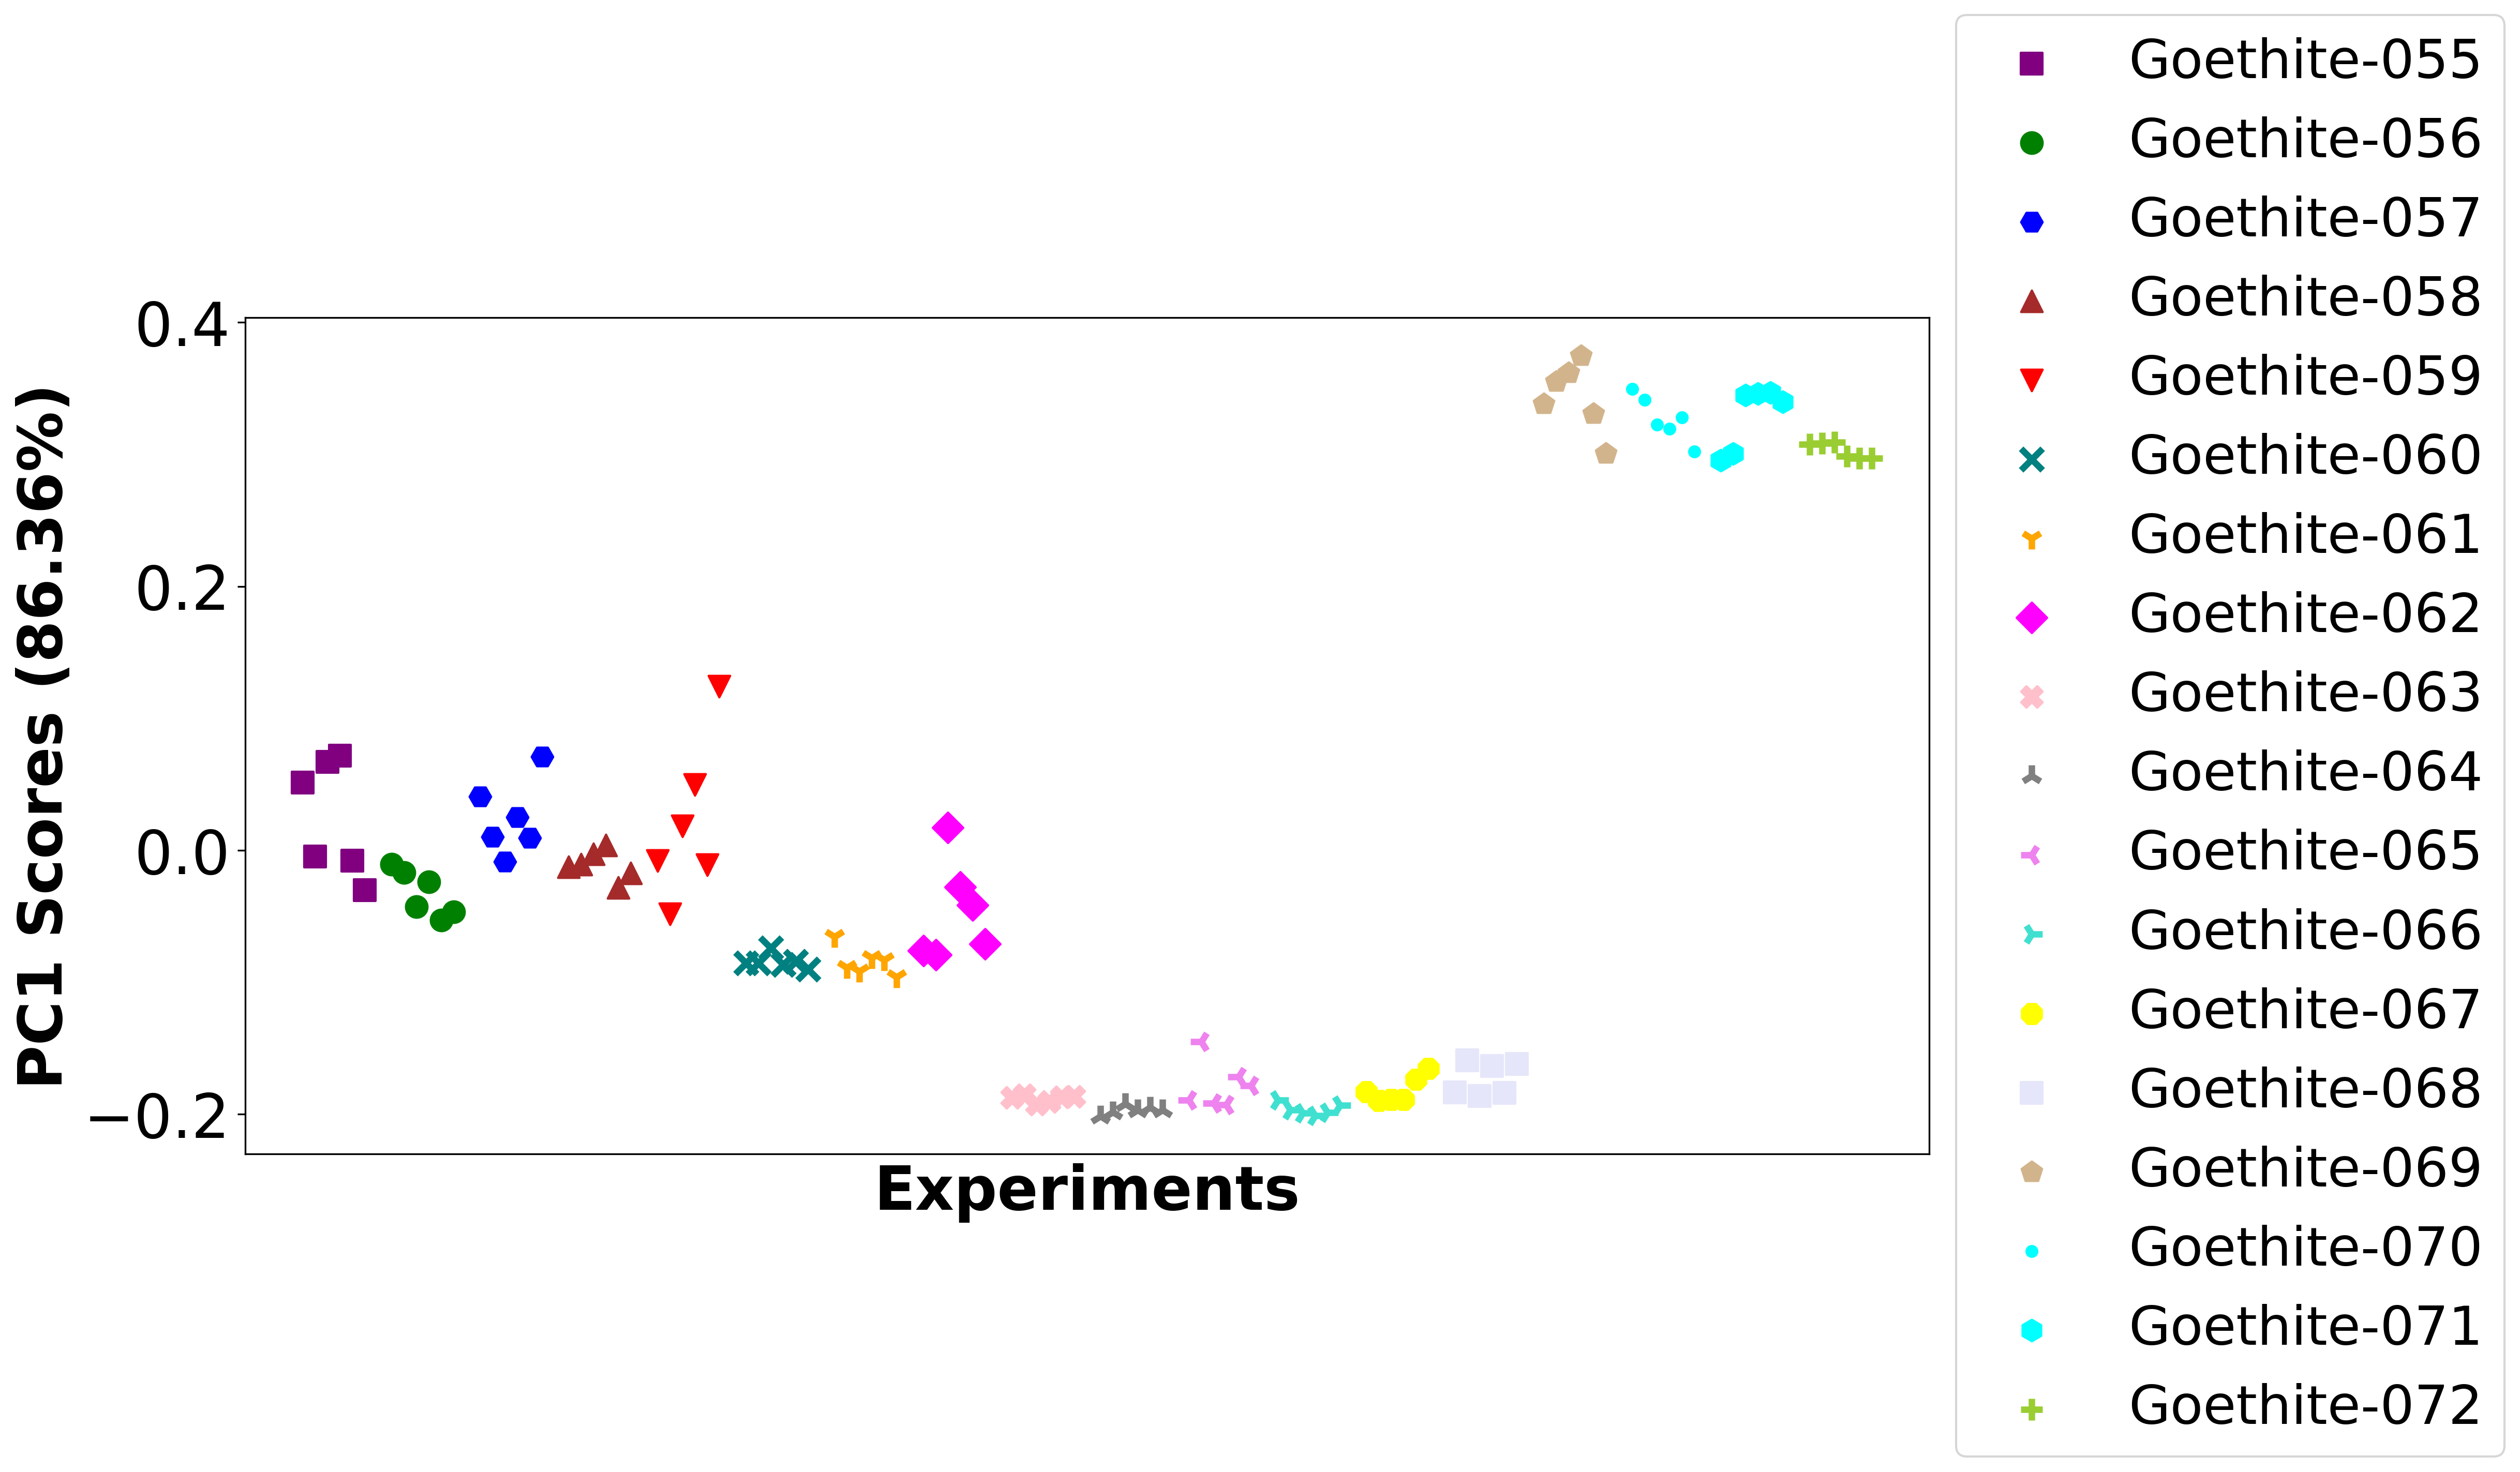 PC1 Scores (86.36%)
0.4
0.2
0.0
−0.2
Experiments
Goethite-055
Goethite-056
Goethite-057
Goethite-058
Goethite-059
Goethite-060
Goethite-061
Goethite-062
Goethite-063
Goethite-064
Goethite-065
Goethite-066
Goethite-067
Goethite-068
Goethite-069
Goethite-070
Goethite-071
Goethite-072